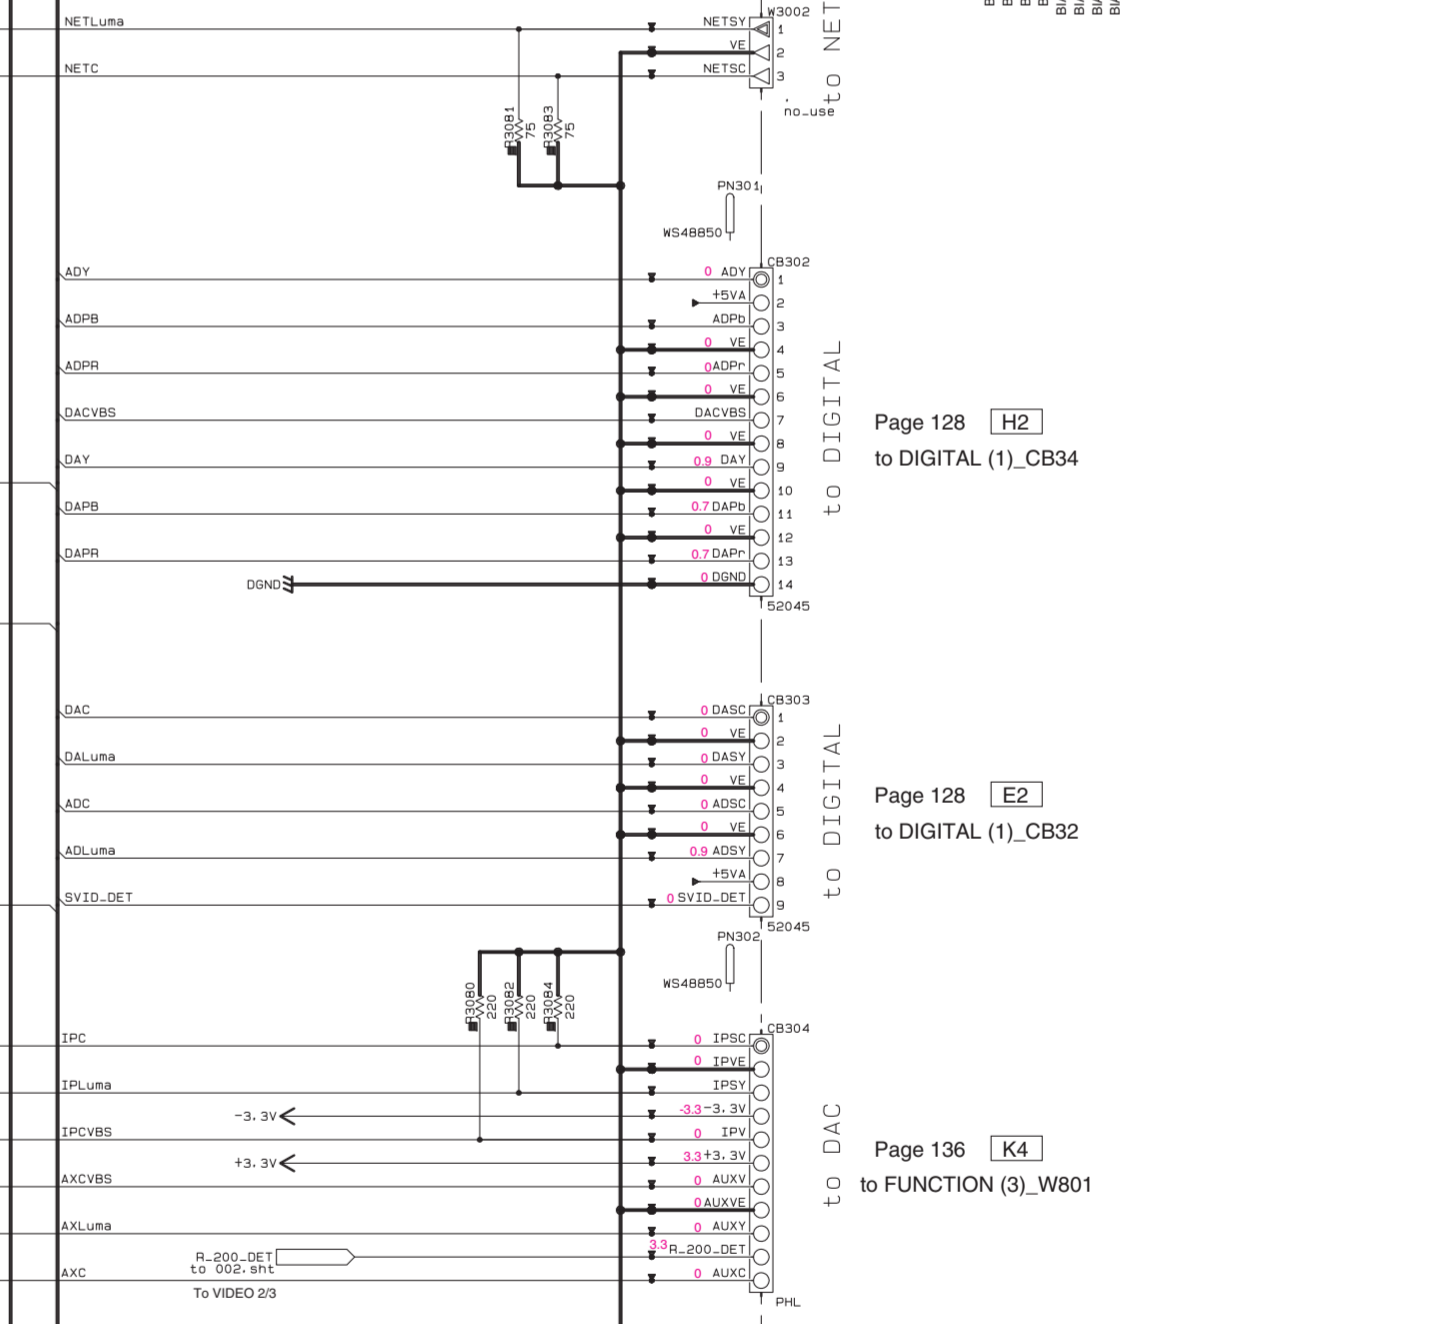 W3002
NETLuma NETSY 1
VE 2
NETC NETSC 3
to NET
no_use
R3081 75
R3083 75
PN301
WS48850
CB302
ADY 0 ADY 1
+5VA 2
ADPB ADPb 3
0 VE 4
ADPR 0 ADPr 5
0 VE 6
DACVBS DACVBS 7
0 VE 8
DAY 0.9 DAY 9
0 VE 10
DAPB 0.7 DAPb 11
0 VE 12
DAPR 0.7 DAPr 13
DGND 0 DGND 14
52045
to DIGITAL
Page 128 H2
to DIGITAL (1)_CB34
CB303
DAC 0 DASC 1
0 VE 2
DALuma 0 DASY 3
0 VE 4
ADC 0 ADSC 5
0 VE 6
ADLuma 0.9 ADSY 7
+5VA 8
SVID_DET 0 SVID_DET 9
52045
to DIGITAL
Page 128 E2
to DIGITAL (1)_CB32
PN302
WS48850
R3080 220
R3082 220
R3084 220
CB304
IPC 0 IPSC
0 IPVE
IPLuma IPSY
-3.3V -3.3 -3.3V
IPCVBS 0 IPV
+3.3V 3.3 +3.3V
AXCVBS 0 AUXV
0 AUXVE
AXLuma 0 AUXY
R_200_DET 3.3 R_200_DET
to 002.sht
AXC 0 AUXC
To VIDEO 2/3
PHL
to DAC
Page 136 K4
to FUNCTION (3)_W801